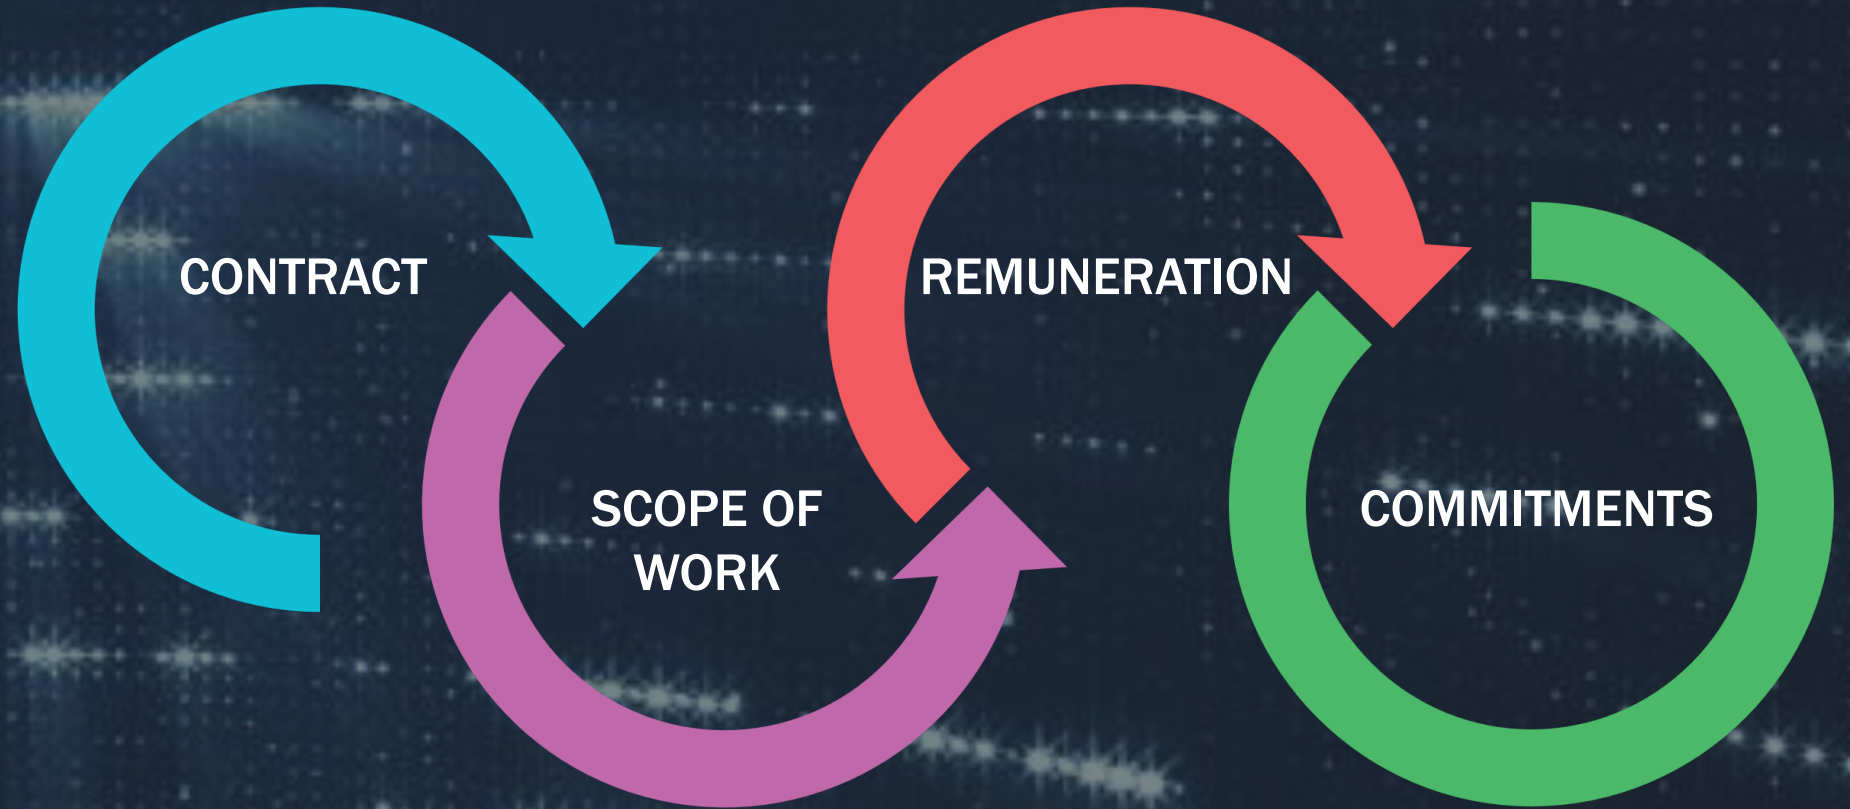 CONTRACT
SCOPE OF
WORK
REMUNERATION
COMMITMENTS